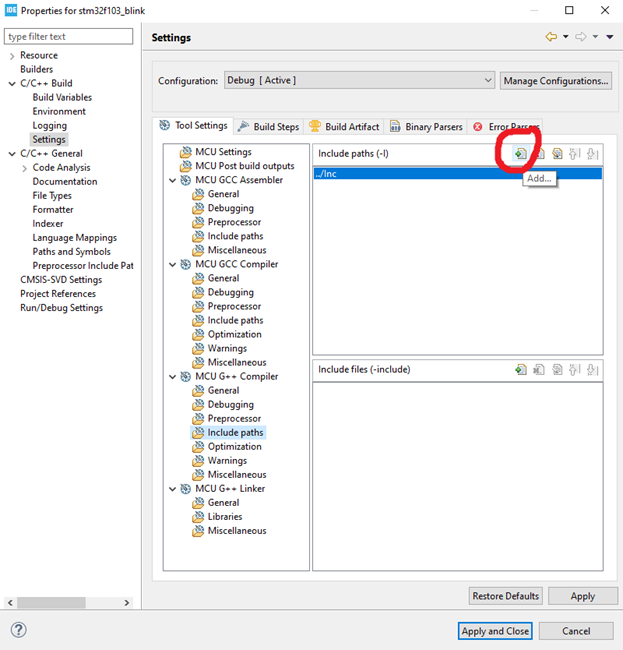 IDE Properties for stm32f103_blink
type filter text
Settings
Resource
Builders
C/C++ Build
Build Variables
Environment
Logging
Settings
C/C++ General
Code Analysis
Documentation
File Types
Formatter
Indexer
Language Mappings
Paths and Symbols
Preprocessor Include Pat
CMSIS-SVD Settings
Project References
Run/Debug Settings
Configuration: Debug [ Active ] Manage Configurations...
Tool Settings Build Steps Build Artifact Binary Parsers Error Parsers
MCU Settings
MCU Post build outputs
MCU GCC Assembler
General
Debugging
Preprocessor
Include paths
Miscellaneous
MCU GCC Compiler
General
Debugging
Preprocessor
Include paths
Optimization
Warnings
Miscellaneous
MCU G++ Compiler
General
Debugging
Preprocessor
Include paths
Optimization
Warnings
Miscellaneous
MCU G++ Linker
General
Libraries
Miscellaneous
Include paths (-I)
Add...
../Inc
Include files (-include)
Restore Defaults Apply
Apply and Close Cancel